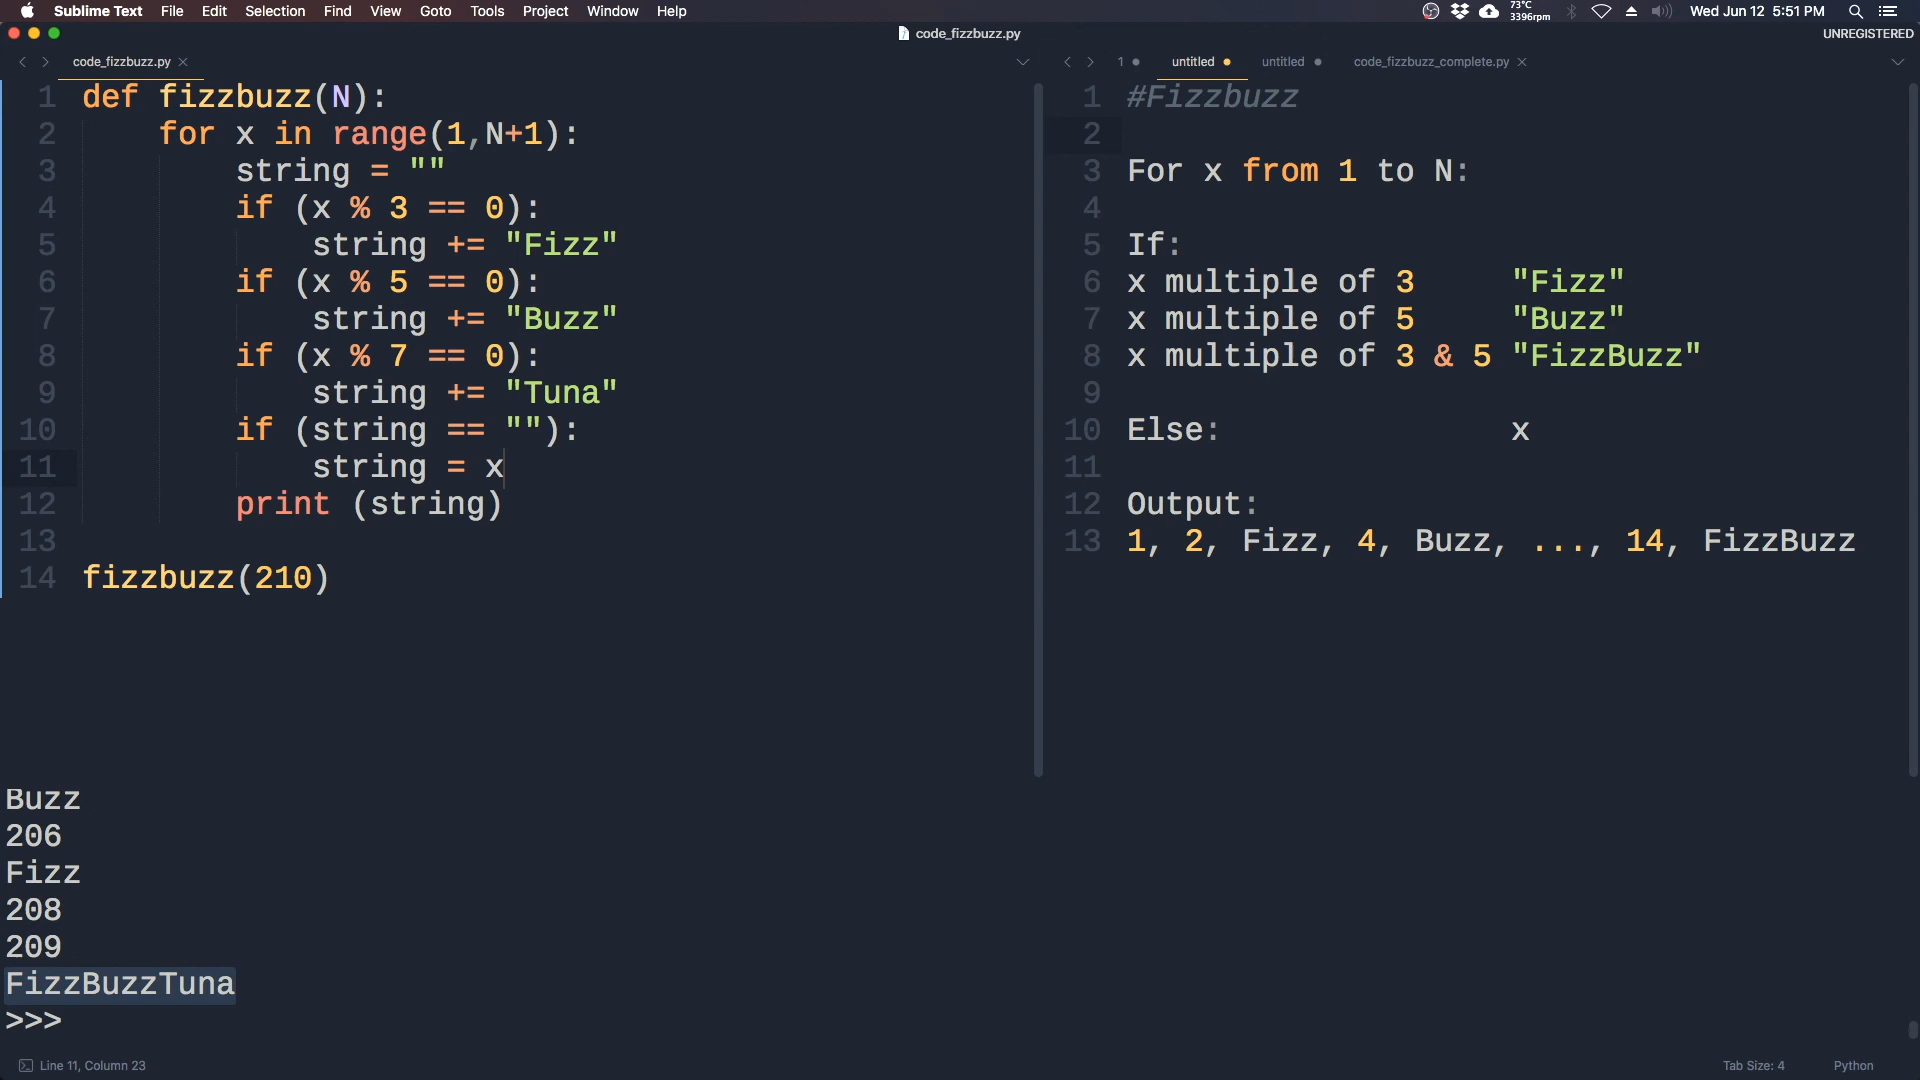 Sublime Text File Edit Selection Find View Goto Tools Project Window Help 73°C 3396rpm Wed Jun 12 5:51 PM
code_fizzbuzz.py UNREGISTERED
code_fizzbuzz.py
1 def fizzbuzz(N):
2 for x in range(1,N+1):
3 string = ""
4 if (x % 3 == 0):
5 string += "Fizz"
6 if (x % 5 == 0):
7 string += "Buzz"
8 if (x % 7 == 0):
9 string += "Tuna"
10 if (string == ""):
11 string = x
12 print (string)
13
14 fizzbuzz(210)
1 untitled untitled code_fizzbuzz_complete.py
1 #Fizzbuzz
2
3 For x from 1 to N:
4
5 If:
6 x multiple of 3 "Fizz"
7 x multiple of 5 "Buzz"
8 x multiple of 3 & 5 "FizzBuzz"
9
10 Else: x
11
12 Output:
13 1, 2, Fizz, 4, Buzz, ..., 14, FizzBuzz
Buzz
206
Fizz
208
209
FizzBuzzTuna
>>>
Line 11, Column 23 Tab Size: 4 Python